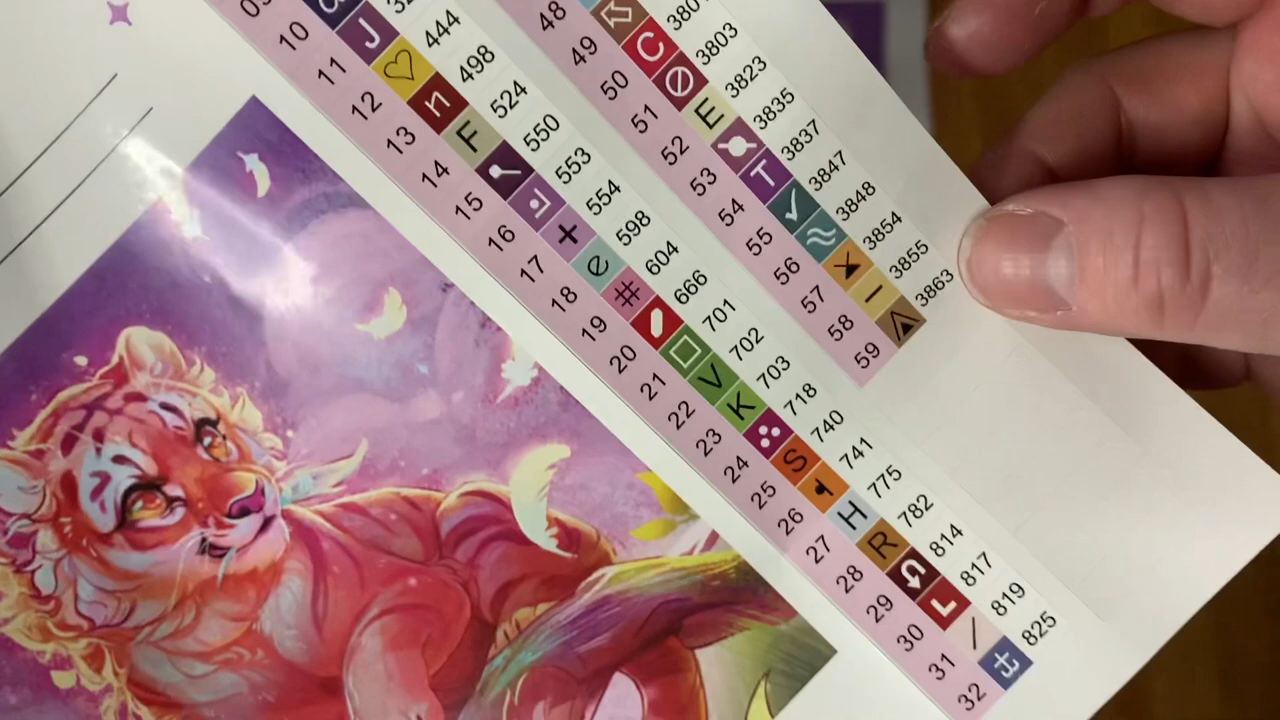 10
11 J
12 ♡ 444
13 n 498
14 F 524
15 550
16 553
17 + 554
18 e 598
19 # 604
20 666
21 □ 701
22 V 702
23 K 703
24 718
25 S 740
26 741
27 H 775
28 R 782
29 814
30 L 817
31 / 819
32 825
48
49
50 C 3801
51 ⊘ 3803
52 E 3823
53 3835
54 T 3837
55 ✓ 3847
56 ≈ 3848
57 3854
58 I 3855
59 3863